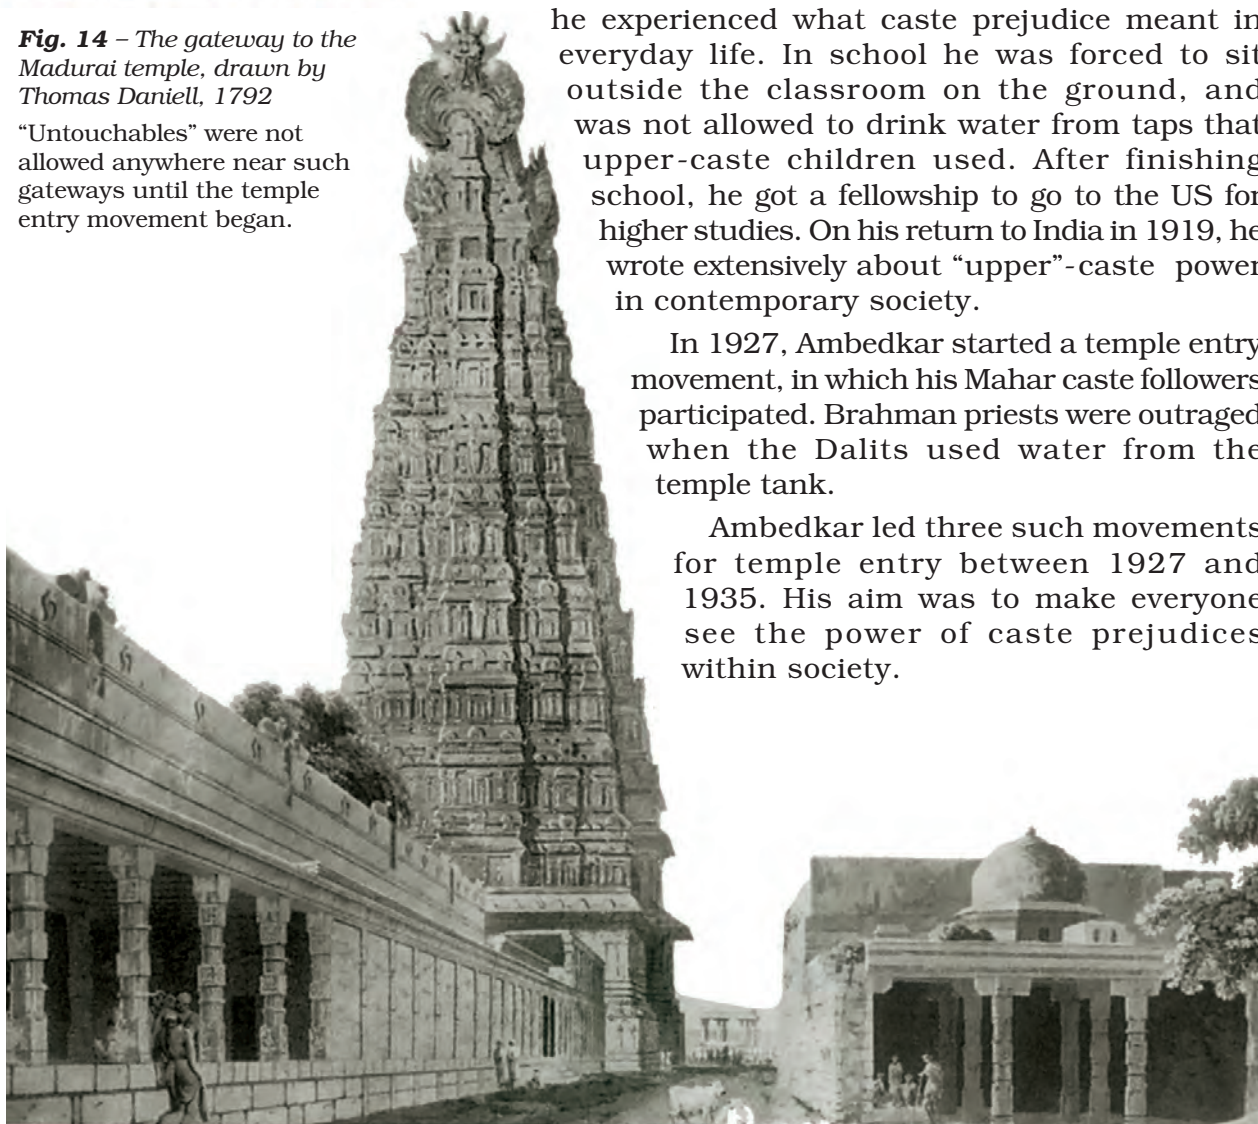 Fig. 14 – The gateway to the
Madurai temple, drawn by
Thomas Daniell, 1792
“Untouchables” were not
allowed anywhere near such
gateways until the temple
entry movement began.
he experienced what caste prejudice meant in
everyday life. In school he was forced to sit
outside the classroom on the ground, and
was not allowed to drink water from taps that
upper-caste children used. After finishing
school, he got a fellowship to go to the US for
higher studies. On his return to India in 1919, he
wrote extensively about “upper”-caste power
in contemporary society.
In 1927, Ambedkar started a temple entry
movement, in which his Mahar caste followers
participated. Brahman priests were outraged
when the Dalits used water from the
temple tank.
Ambedkar led three such movements
for temple entry between 1927 and
1935. His aim was to make everyone
see the power of caste prejudices
within society.